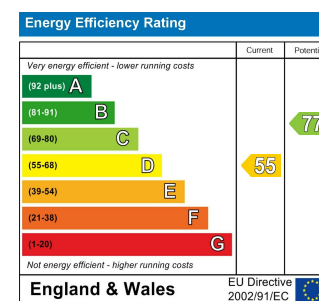 Energy Efficiency Rating
Current Potenti
Very energy efficient - lower running costs
(92 plus) A
(81-91) B
77
(69-80) C
(55-68) D 55
(39-54) E
(21-38) F
(1-20) G
Not energy efficient - higher running costs
England & Wales
EU Directive
2002/91/EC